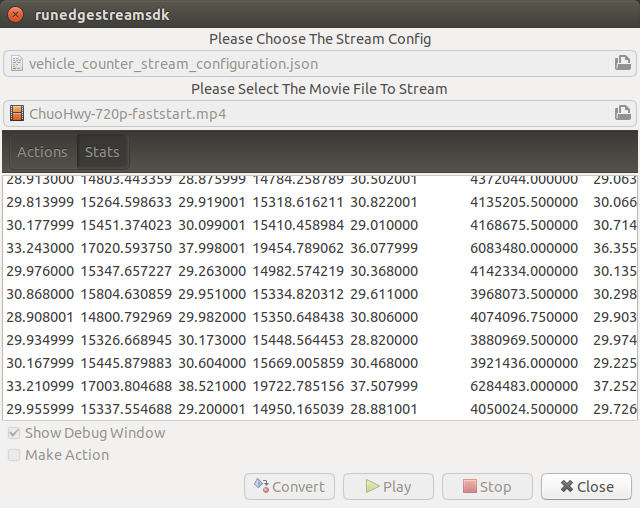 runedgestreamsdk
Please Choose The Stream Config
vehicle_counter_stream_configuration.json
Please Select The Movie File To Stream
ChuoHwy-720p-faststart.mp4
Actions Stats
28.913000 14803.443359 28.875999 14784.258789 30.502001 4372044.000000 29.063
29.813999 15264.598633 29.919001 15318.616211 30.822001 4135205.500000 30.066
30.177999 15451.374023 30.099001 15410.458984 29.010000 4168675.500000 30.714
33.243000 17020.593750 37.998001 19454.789062 36.077999 6083480.000000 36.355
29.976000 15347.657227 29.263000 14982.574219 30.368000 4142334.000000 30.135
30.868000 15804.630859 29.951000 15334.820312 29.611000 3968073.500000 30.298
28.908001 14800.792969 29.982000 15350.648438 30.806000 4074096.750000 29.903
29.934999 15326.668945 30.173000 15448.564453 28.820000 3880969.500000 29.974
30.167999 15445.879883 30.604000 15669.005859 30.468000 3921436.000000 29.225
33.210999 17003.804688 38.521000 19722.785156 37.507999 6284483.000000 37.252
29.955999 15337.554688 29.200001 14950.165039 28.881001 4050024.500000 29.726
Show Debug Window
Make Action
Convert Play Stop Close